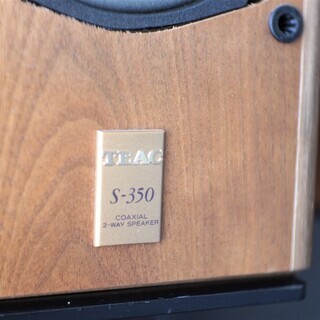 TEAC
S-350
COAXIAL
2-WAY SPEAKER